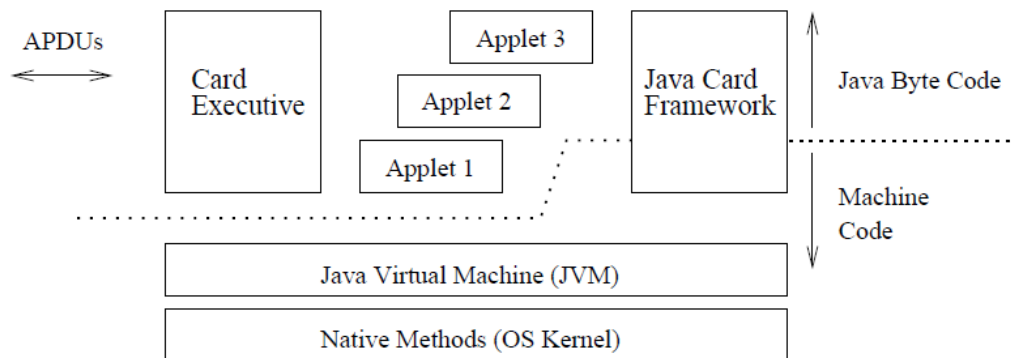 APDUs
Card
Executive
Applet 3
Applet 2
Applet 1
Java Card
Framework
Java Byte Code
Machine
Code
Java Virtual Machine (JVM)
Native Methods (OS Kernel)